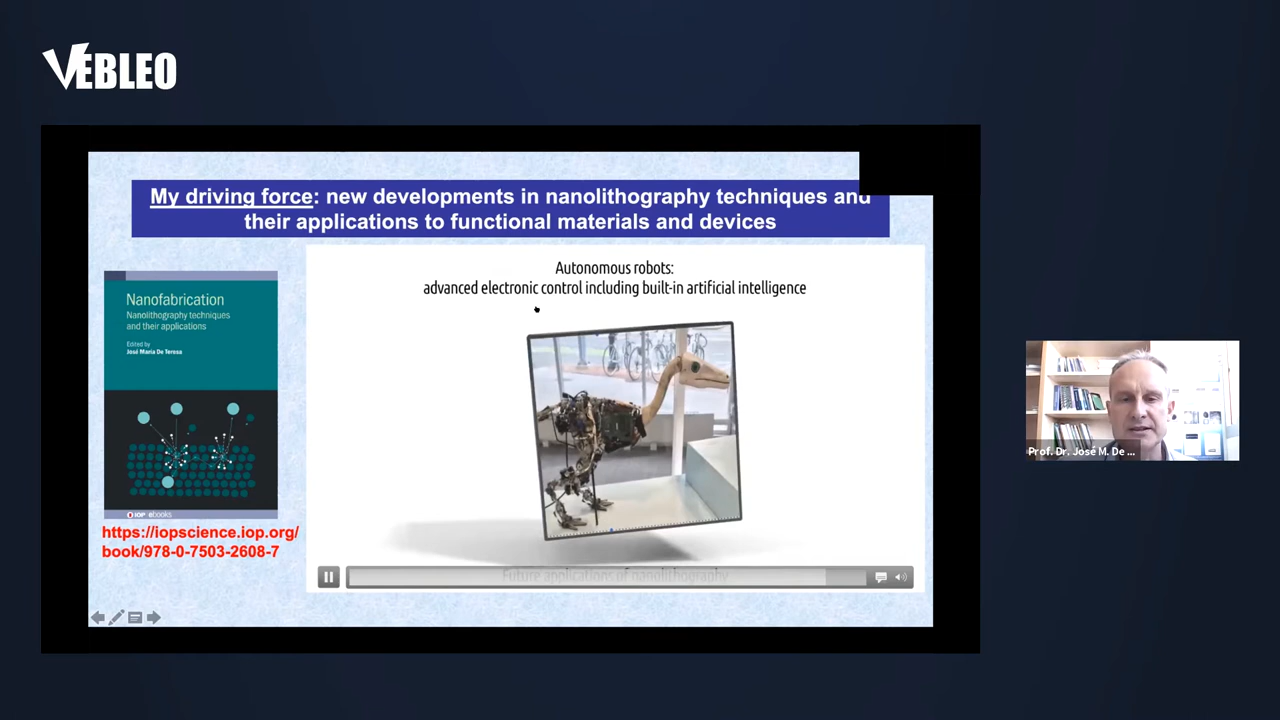 VEBLEO
My driving force: new developments in nanolithography techniques and
their applications to functional materials and devices
Nanofabrication
Nanolithography techniques
and their applications
Edited by
José María De Teresa
IOP ebooks
https://iopscience.iop.org/
book/978-0-7503-2608-7
Autonomous robots:
advanced electronic control including built-in artificial intelligence
Future applications of nanolithography
Prof. Dr. José M. De ...